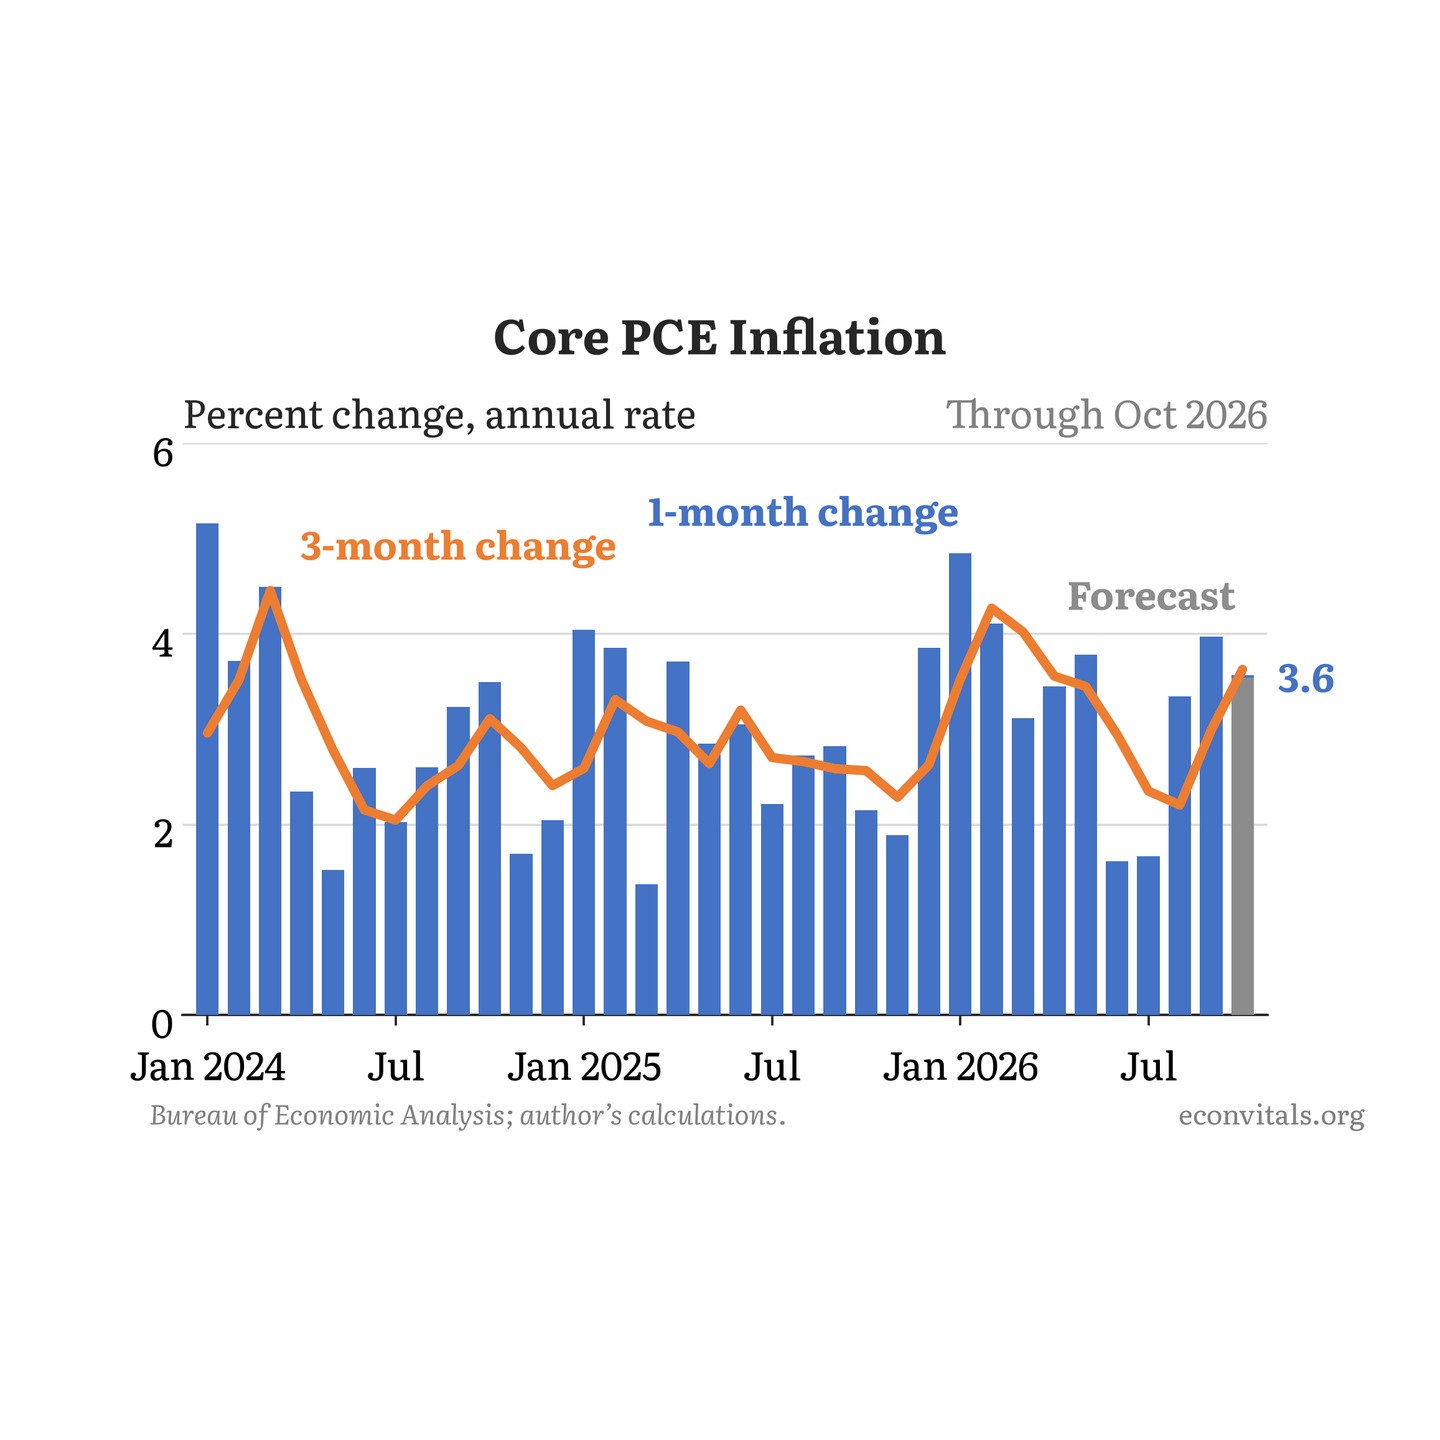 Core PCE Inflation
Percent change, annual rate
Through Oct 2026
6
1-month change
3-month change
Forecast
4
3.6
2
0
Jan 2024
Jul
Jan 2025
Jul
Jan 2026
Jul
Bureau of Economic Analysis; author’s calculations.
econvitals.org